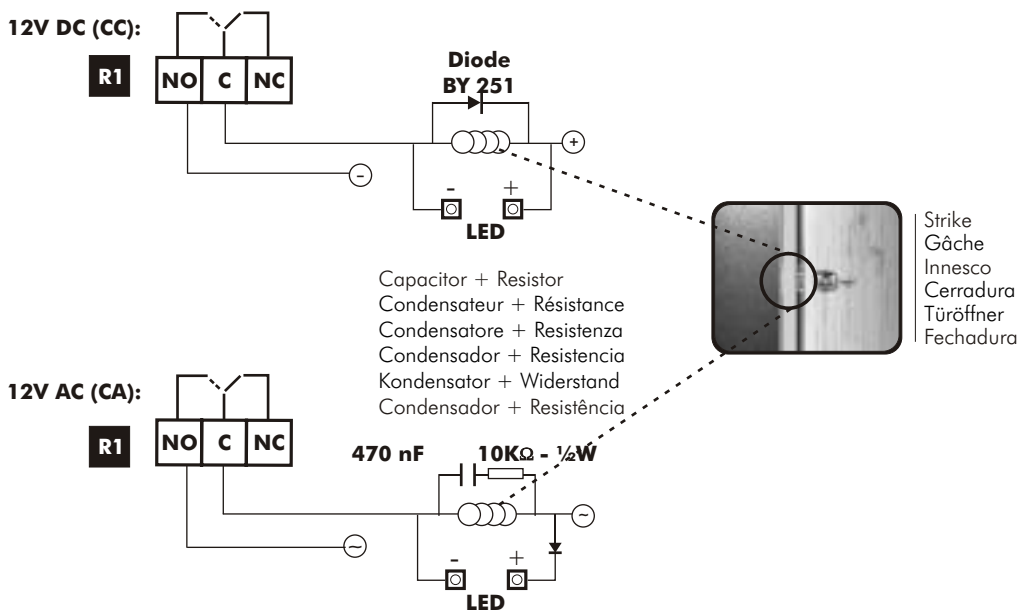 12V DC (CC):
R1
NO C NC
Diode
BY 251
+
-
- +
LED
Strike
Gâche
Innesco
Cerradura
Türöffner
Fechadura
Capacitor + Resistor
Condensateur + Résistance
Condensatore + Resistenza
Condensador + Resistencia
Kondensator + Widerstand
Condensador + Resistência
12V AC (CA):
R1
NO C NC
470 nF 10KΩ - ½W
~
~
- +
LED